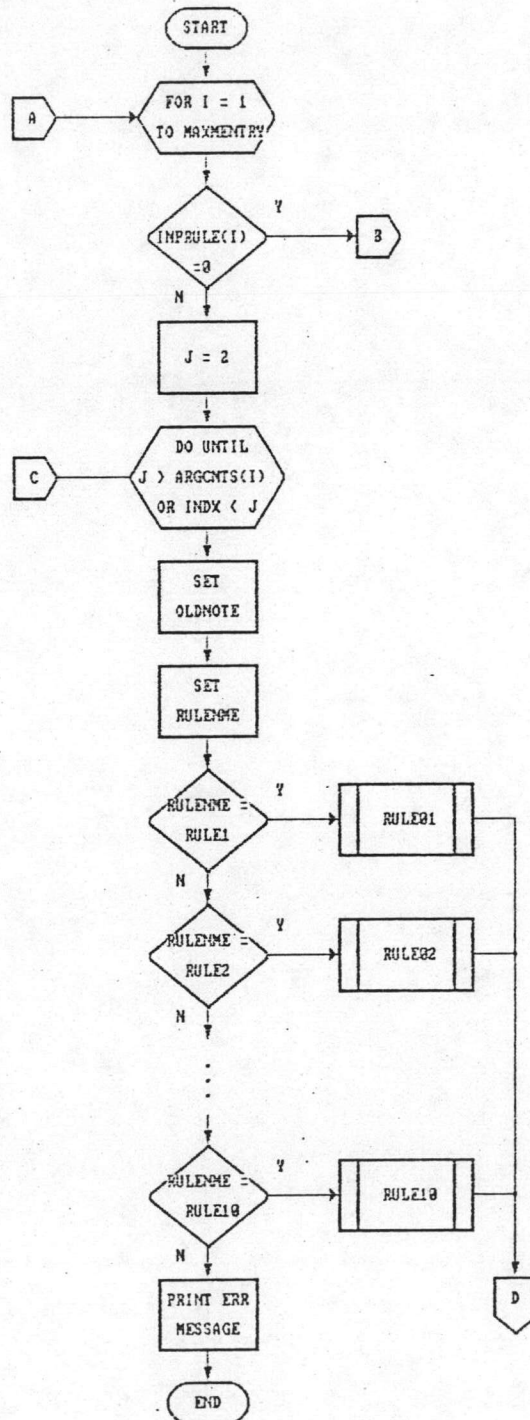 START
A
FOR I = 1
TO MAXMENTRY
Y
INPRULE(I)
=0
B
N
J = 2
DO UNTIL
C
J > ARGCNTS(I)
OR INDX < J
SET
OLDNOTE
SET
RULENME
Y
RULENME =
RULE1
RULE01
N
Y
RULENME =
RULE2
RULE02
N
Y
RULENME =
RULE10
RULE10
N
PRINT ERR
MESSAGE
D
END